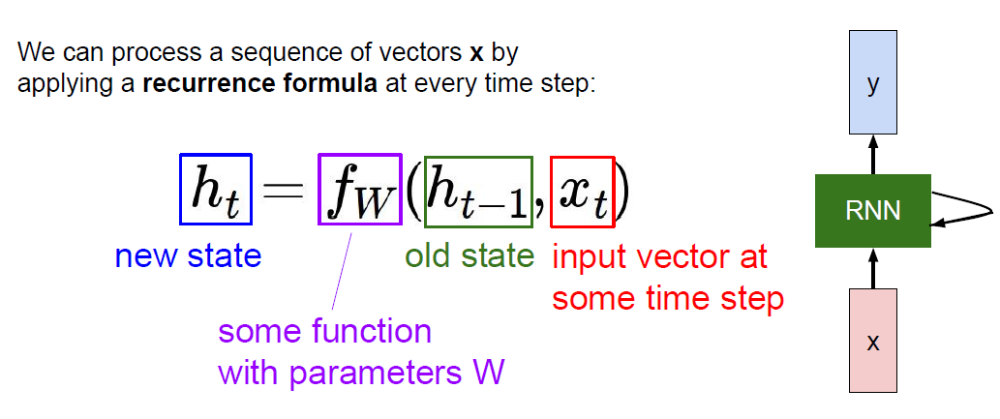 We can process a sequence of vectors x by
applying a recurrence formula at every time step:
h_t = f_W(h_{t-1}, x_t)
new state
old state
input vector at
some time step
some function
with parameters W
y
RNN
x